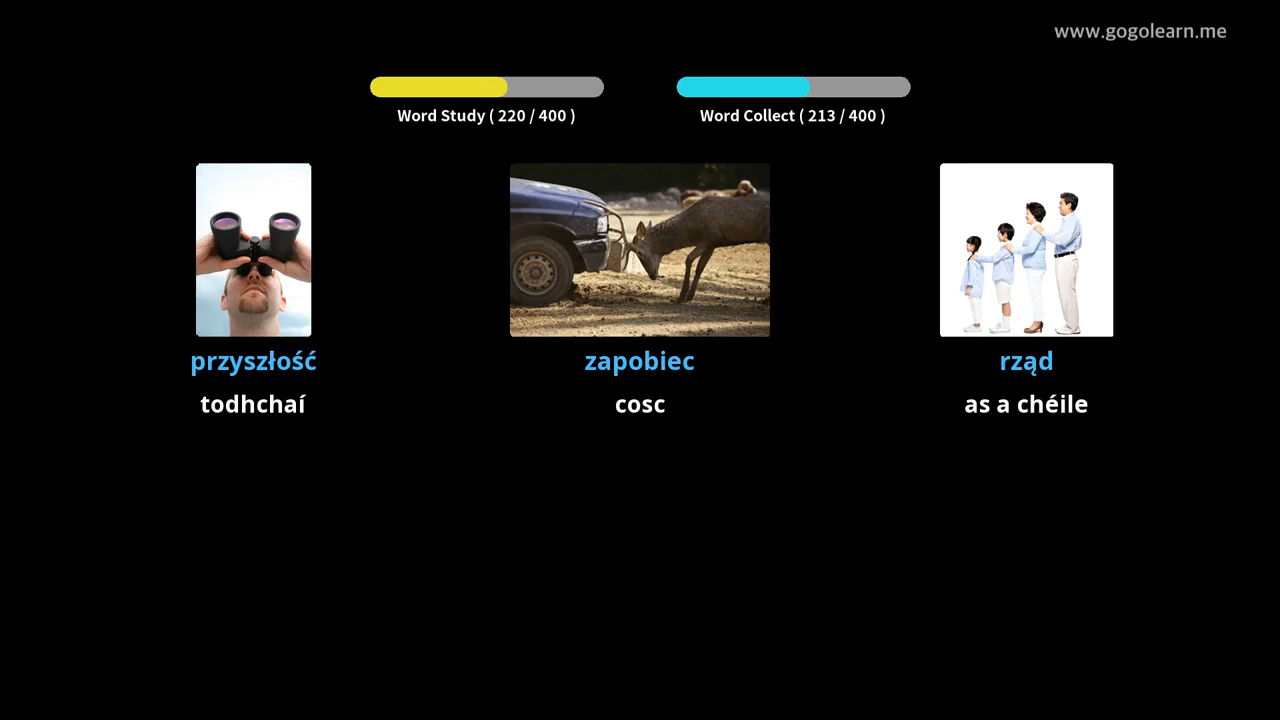 www.gogolearn.me
Word Study ( 220 / 400 )
Word Collect ( 213 / 400 )
przyszłość
zapobiec
rząd
todhchaí
cosc
as a chéile